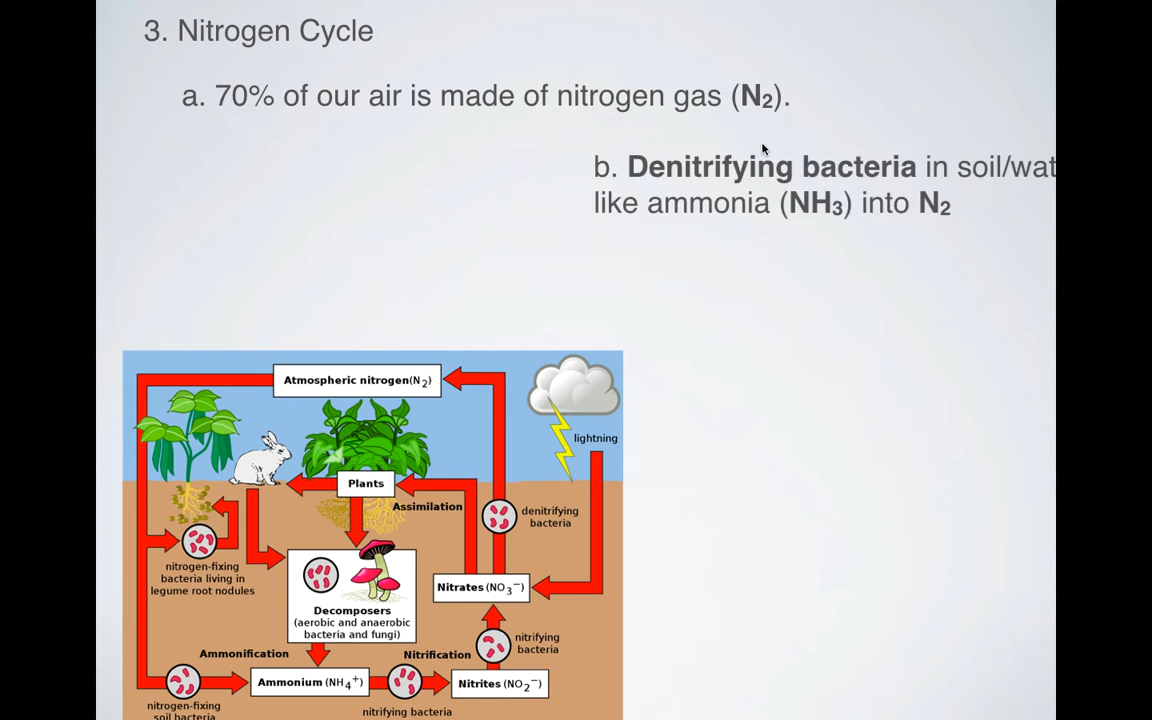 3. Nitrogen Cycle
a. 70% of our air is made of nitrogen gas (N₂).
b. Denitrifying bacteria in soil/wat
like ammonia (NH₃) into N₂
Atmospheric nitrogen(N₂)
lightning
Plants
Assimilation
denitrifying
bacteria
nitrogen-fixing
bacteria living in
legume root nodules
Nitrates (NO₃⁻)
Decomposers
(aerobic and anaerobic
bacteria and fungi)
nitrifying
bacteria
Ammonification
Nitrification
Ammonium (NH₄⁺)
Nitrites (NO₂⁻)
nitrogen-fixing
soil bacteria
nitrifying bacteria